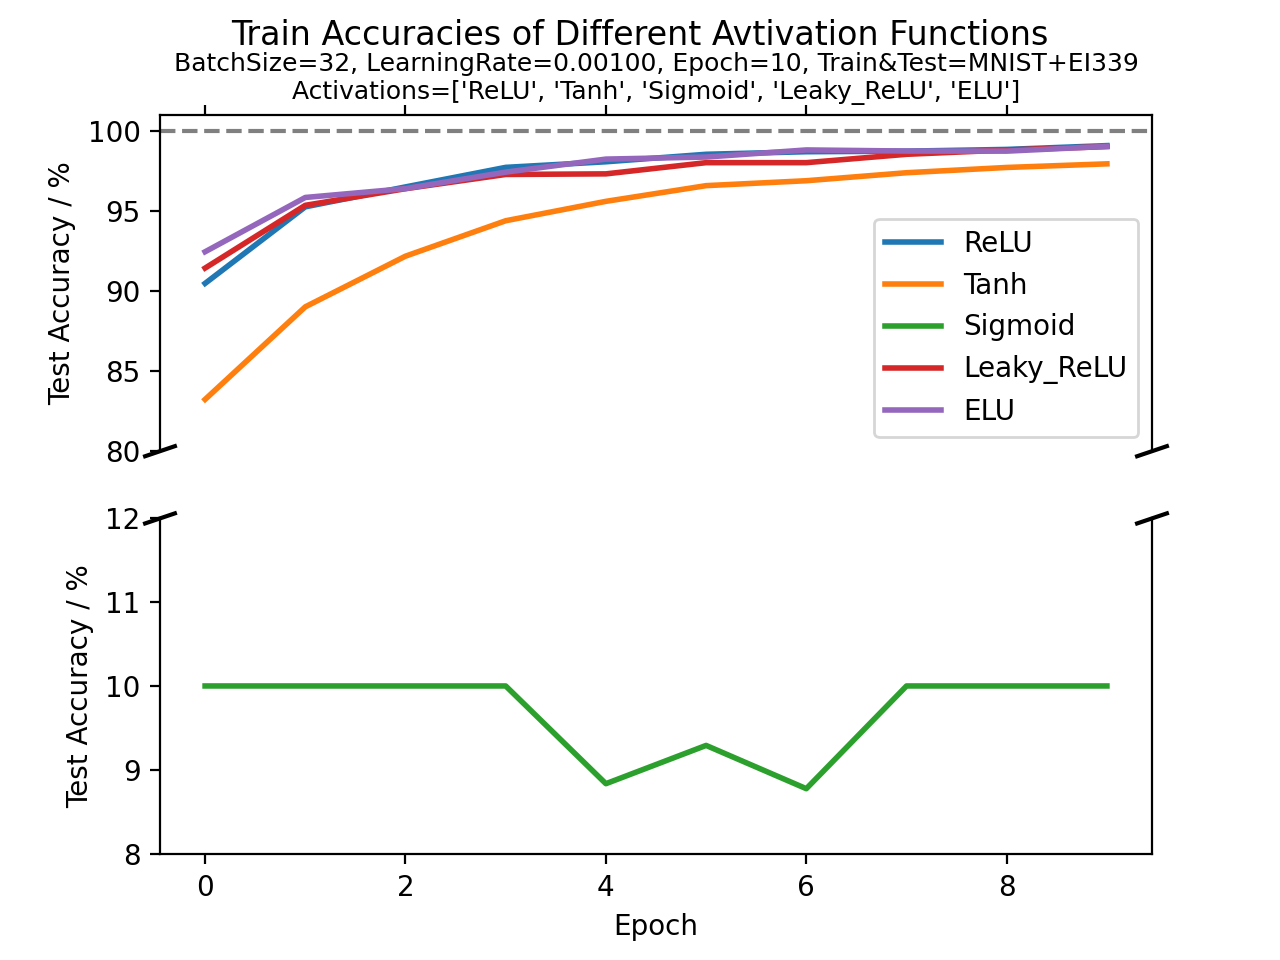 Train Accuracies of Different Avtivation Functions
BatchSize=32, LearningRate=0.00100, Epoch=10, Train&Test=MNIST+EI339
Activations=['ReLU', 'Tanh', 'Sigmoid', 'Leaky_ReLU', 'ELU']
Test Accuracy / %
100
95
90
85
80
ReLU
Tanh
Sigmoid
Leaky_ReLU
ELU
Test Accuracy / %
12
11
10
9
8
0 2 4 6 8
Epoch